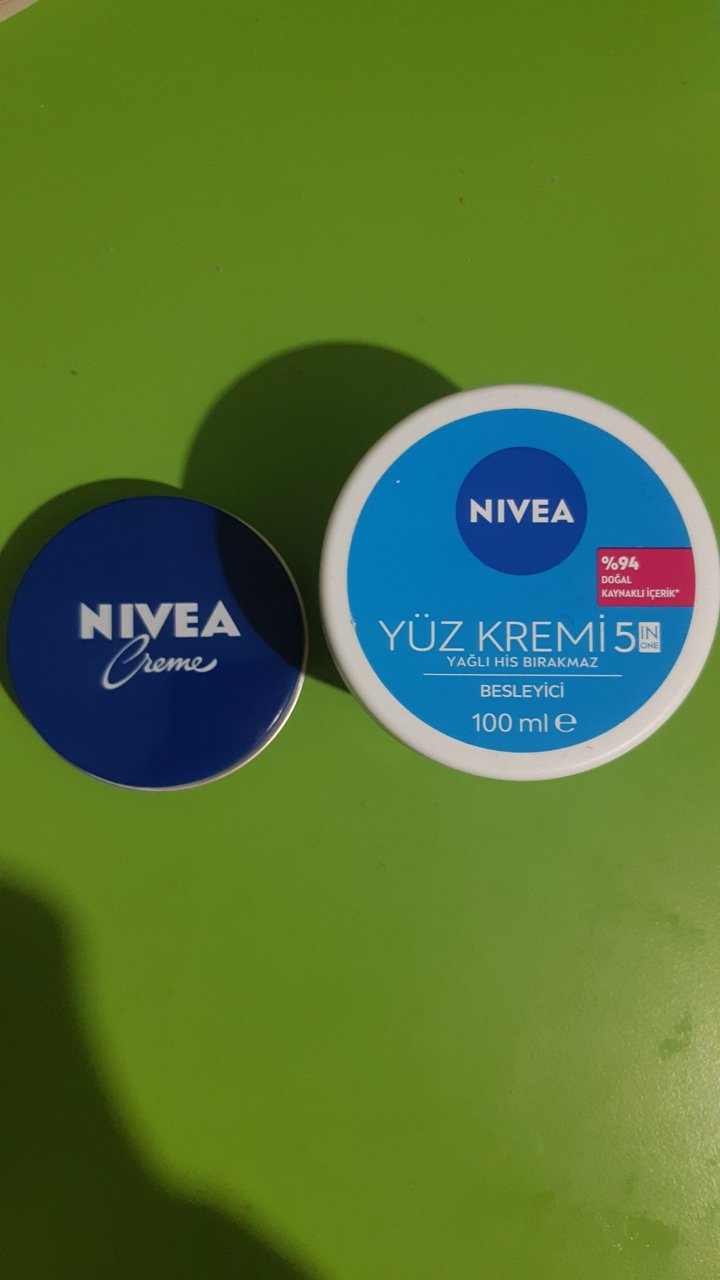 NIVEA
Creme
NIVEA
%94
DOĞAL
KAYNAKLI İÇERİK*
YÜZ KREMİ 5 IN ONE
YAĞLI HİS BIRAKMAZ
BESLEYİCİ
100 ml ℮